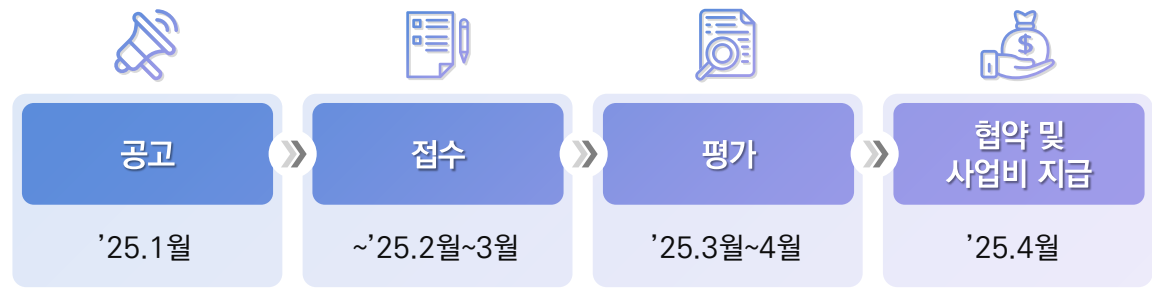 공고
’25.1월
접수
~’25.2월~3월
평가
’25.3월~4월
협약 및
사업비 지급
’25.4월